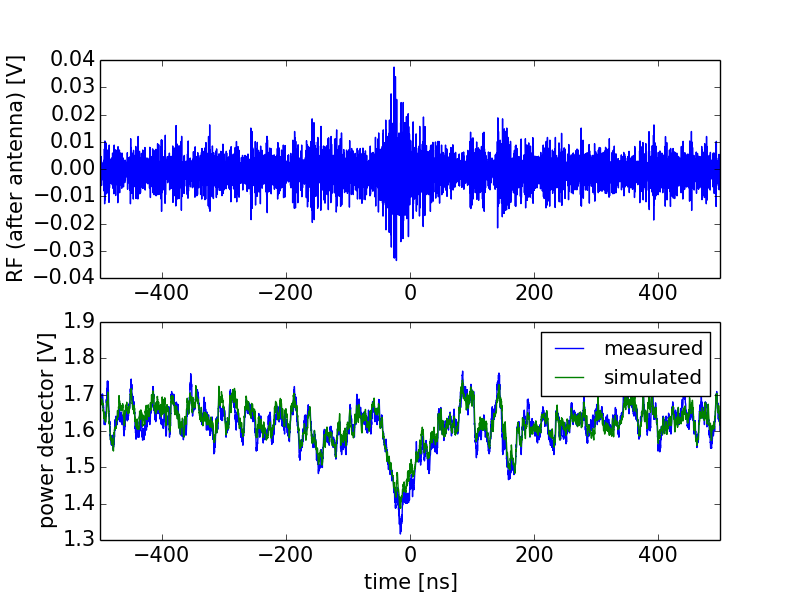 RF (after antenna) [V]
0.04
0.03
0.02
0.01
0.00
−0.01
−0.02
−0.03
−0.04
−400 −200 0 200 400
power detector [V]
1.9
1.8
1.7
1.6
1.5
1.4
1.3
measured
simulated
−400 −200 0 200 400
time [ns]